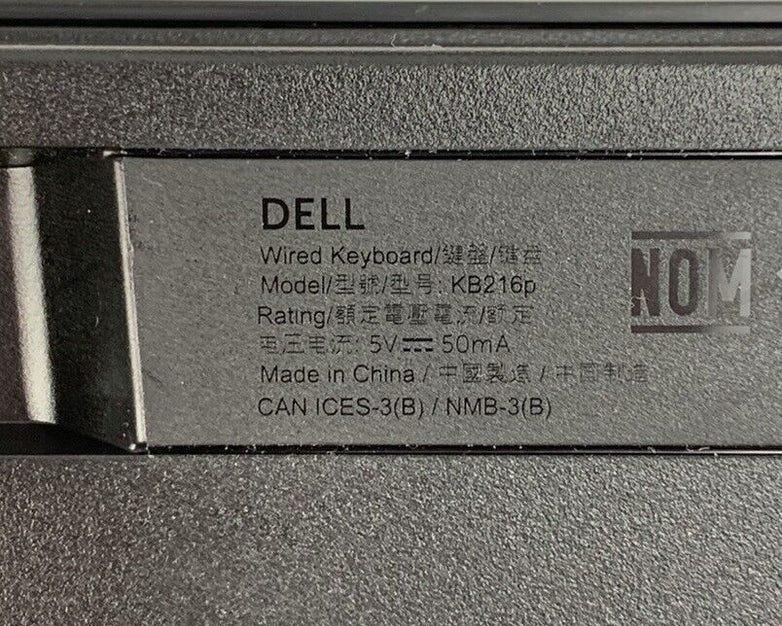 DELL
Wired Keyboard/鍵盤/键盘
Model/型號/型号: KB216p
Rating/額定電壓電流/额定
电压电流: 5V⎓50mA
Made in China / 中國製造 / 中国制造
CAN ICES-3(B) / NMB-3(B)
NOM